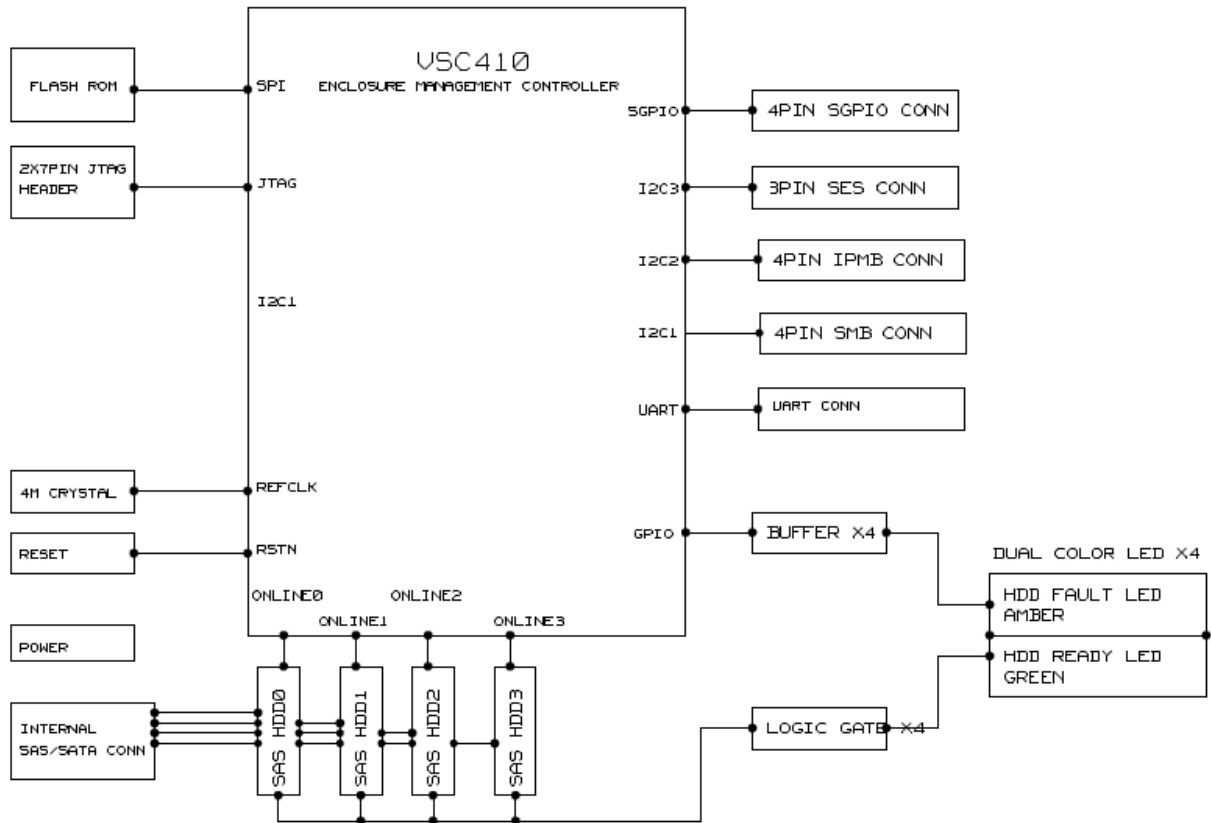 VSC410
ENCLOSURE MANAGEMENT CONTROLLER
FLASH ROM
SPI
2X7PIN JTAG
HEADER
JTAG
I2C1
4M CRYSTAL
REFCLK
RESET
RSTN
POWER
INTERNAL
SAS/SATA CONN
SGPIO
4PIN SGPIO CONN
I2C3
3PIN SES CONN
I2C2
4PIN IPMB CONN
I2C1
4PIN SMB CONN
UART
UART CONN
GPIO
BUFFER X4
DUAL COLOR LED X4
HDD FAULT LED
AMBER
HDD READY LED
GREEN
LOGIC GATE X4
ONLINE0
ONLINE1
ONLINE2
ONLINE3
SAS HDD0
SAS HDD1
SAS HDD2
SAS HDD3